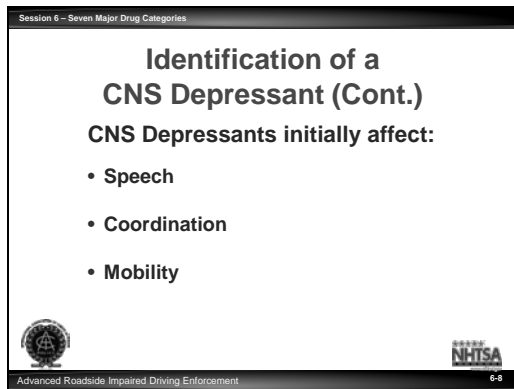 Session 6 – Seven Major Drug Categories
Identification of a
CNS Depressant (Cont.)
CNS Depressants initially affect:
• Speech
• Coordination
• Mobility
NHTSA
Advanced Roadside Impaired Driving Enforcement
6-8